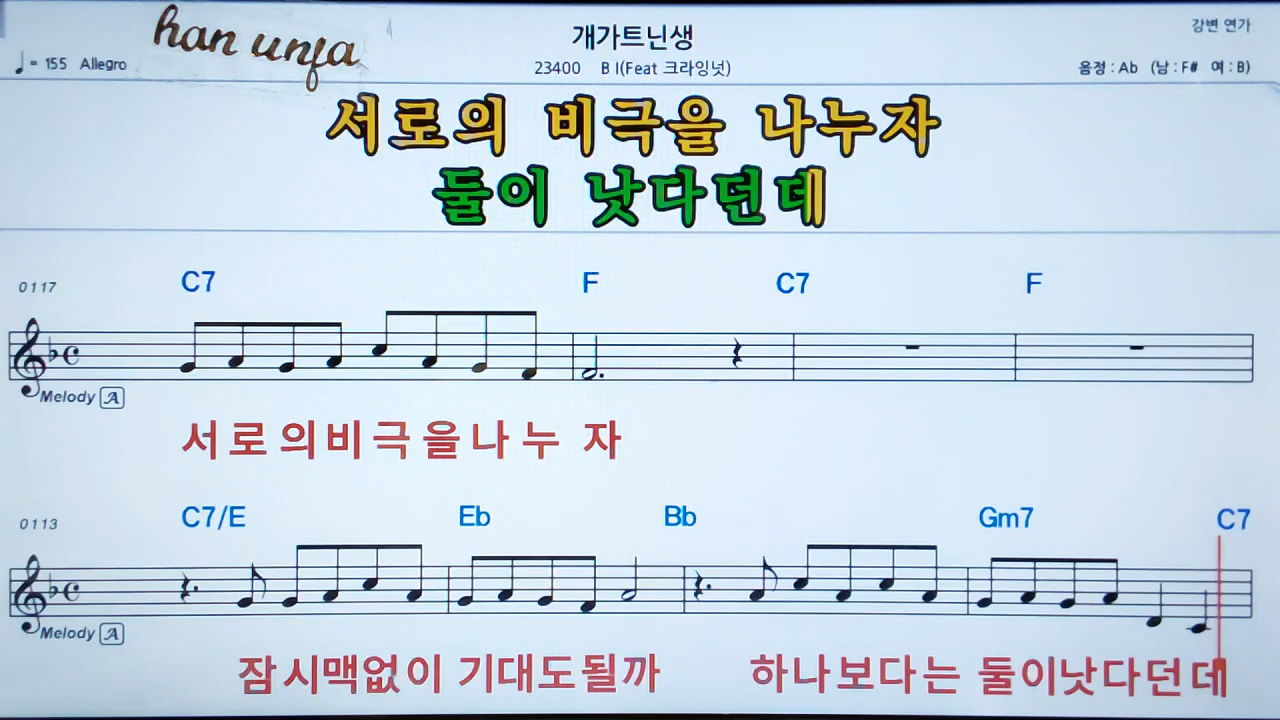 han unfa
개가트닌생
강변 연가
♩= 155 Allegro
23400 B I(Feat 크라잉넛)
음정 : Ab (남 : F# 여 : B)
서로의 비극을 나누자
둘이 낫다던데
0117 C7 F C7 F
Melody A
서로의비극을나누 자
0113 C7/E Eb Bb Gm7 C7
Melody A
잠시맥없이 기대도될까 하나보다는 둘이낫다던데